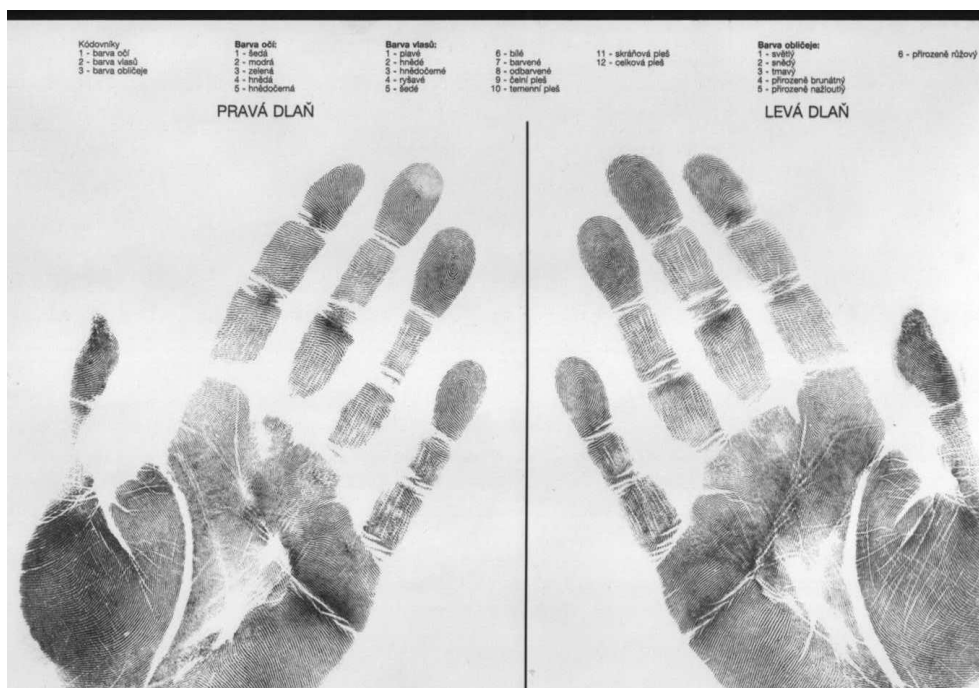 Kódovníky
1 - barva očí
2 - barva vlasů
3 - barva obličeje
Barva očí:
1 - šedá
2 - modrá
3 - zelená
4 - hnědá
5 - hnědočerná
Barva vlasů:
1 - plavé
2 - hnědé
3 - hnědočerné
4 - ryšavé
5 - šedé
6 - bílé
7 - barvené
8 - odbarvené
9 - čelní pleš
10 - temenní pleš
11 - skráňová pleš
12 - celková pleš
Barva obličeje:
1 - světlý
2 - snědý
3 - tmavý
4 - přirozeně brunátný
5 - přirozeně nažloutlý
6 - přirozeně růžový
PRAVÁ DLAŇ
LEVÁ DLAŇ